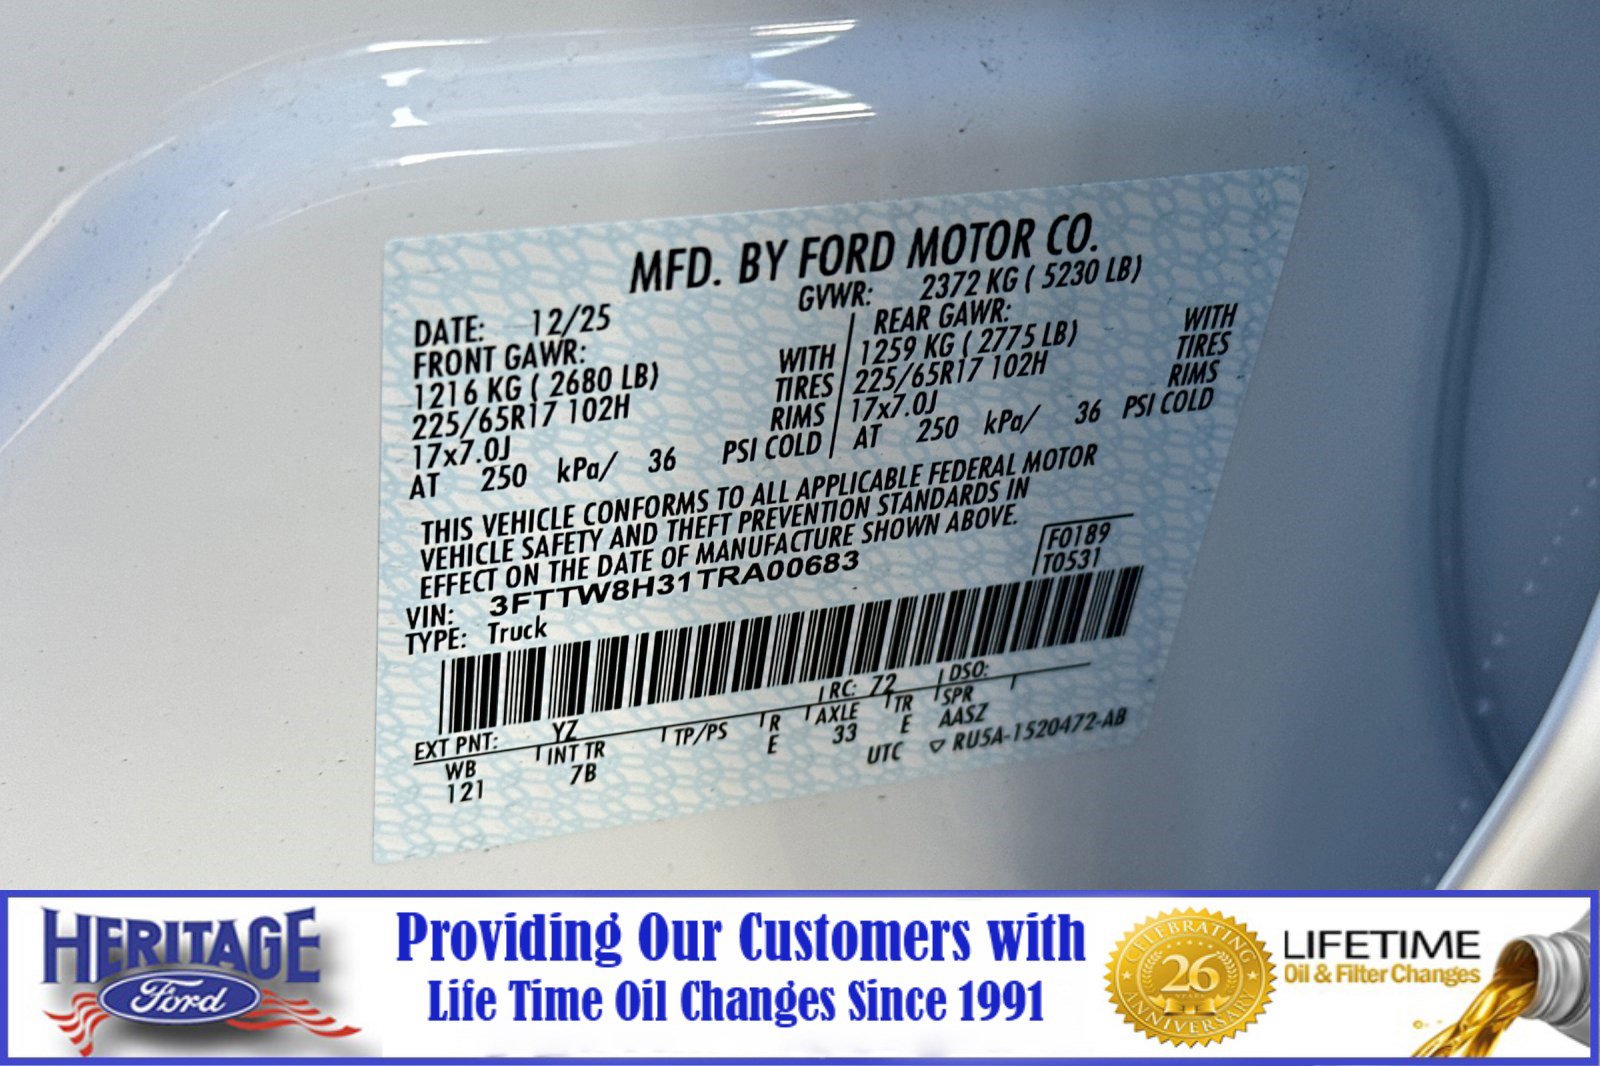 MFD. BY FORD MOTOR CO.
DATE: 12/25 GVWR: 2372 KG ( 5230 LB)
FRONT GAWR: WITH REAR GAWR: WITH
1216 KG ( 2680 LB) TIRES 1259 KG ( 2775 LB) TIRES
225/65R17 102H RIMS 225/65R17 102H RIMS
17x7.0J 17x7.0J
AT 250 kPa/ 36 PSI COLD AT 250 kPa/ 36 PSI COLD
THIS VEHICLE CONFORMS TO ALL APPLICABLE FEDERAL MOTOR
VEHICLE SAFETY AND THEFT PREVENTION STANDARDS IN
EFFECT ON THE DATE OF MANUFACTURE SHOWN ABOVE.
F0189
VIN: 3FTTW8H31TRA00683
T0531
TYPE: Truck
EXT PNT: YZ RC: 72 DSO:
WB INT TR TP/PS R AXLE TR SPR
121 7B E 33 E AASZ
UTC ▽ RU5A-1520472-AB
HERITAGE
Ford
Providing Our Customers with
Life Time Oil Changes Since 1991
CELEBRATING
26
YEARS
ANNIVERSARY
LIFETIME
Oil & Filter Changes